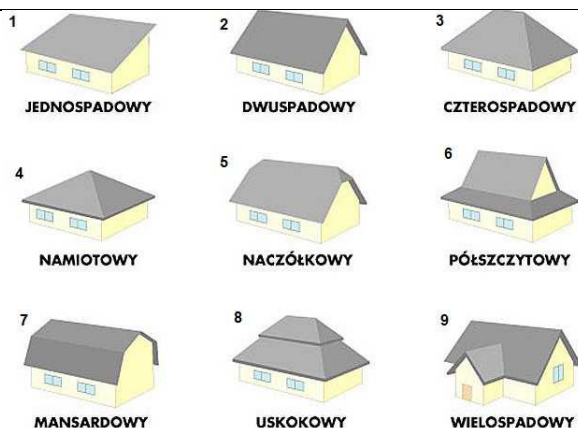 1 2 3
JEDNOSPADOWY DWUSPADOWY CZTEROSPADOWY
4 5 6
NAMIOTOWY NACZÓŁKOWY PÓŁSZCZYTOWY
7 8 9
MANSARDOWY USKOKOWY WIELOSPADOWY